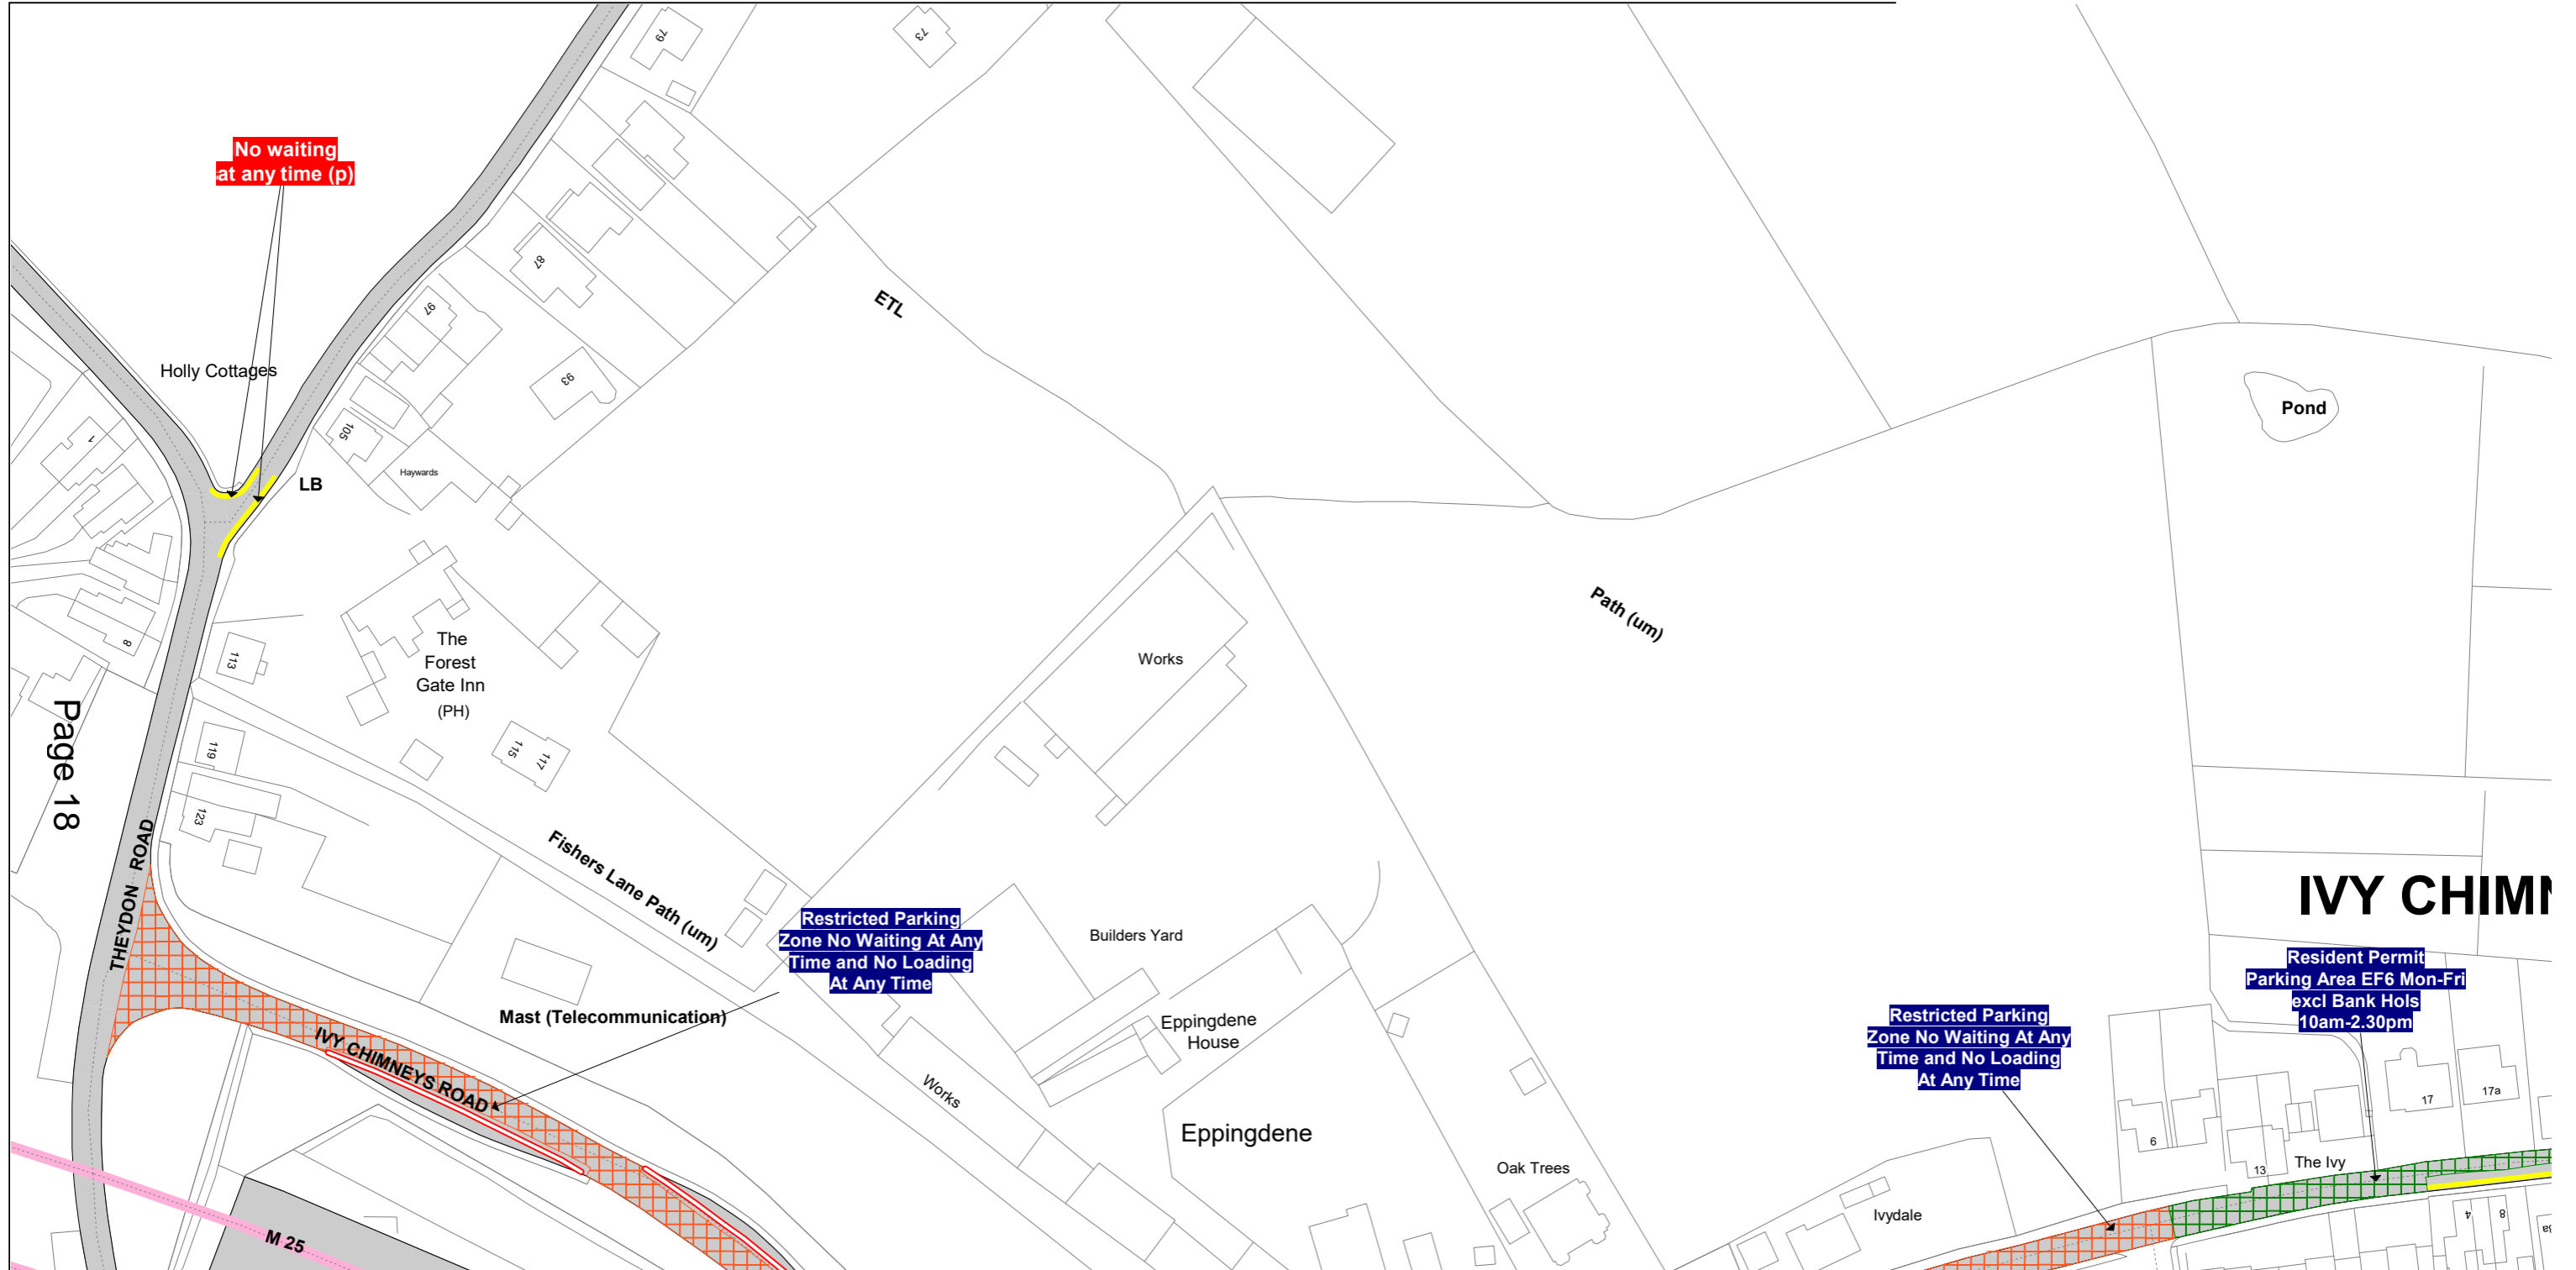 79
73
No waiting
at any time (p)
87
97
ETL
Holly Cottages
93
Pond
105
1
Haywards
LB
Path (um)
The
Forest
Gate Inn
(PH)
8
113
Works
Page 18
119
115
117
123
THEYDON ROAD
Fishers Lane Path (um)
IVY CHIMN
Restricted Parking
Zone No Waiting At Any
Time and No Loading
At Any Time
Builders Yard
Resident Permit
Parking Area EF6 Mon-Fri
excl Bank Hols
10am-2.30pm
Mast (Telecommunication)
Restricted Parking
Zone No Waiting At Any
Time and No Loading
At Any Time
Eppingdene
House
IVY CHIMNEYS ROAD
Works
17
17a
Eppingdene
6
The Ivy
13
Oak Trees
Ivydale
4
8
M 25